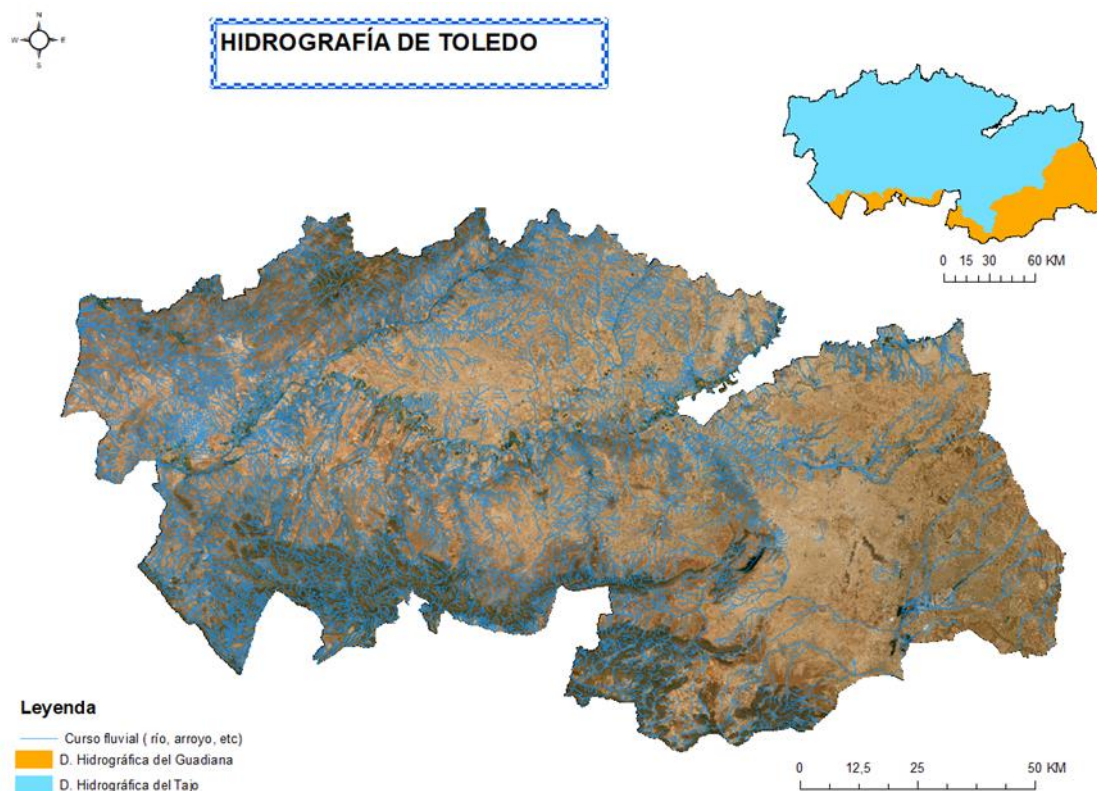 N
W E
S
HIDROGRAFÍA DE TOLEDO
0 15 30 60 KM
Leyenda
Curso fluvial ( río, arroyo, etc)
D. Hidrográfica del Guadiana
D. Hidrográfica del Tajo
0 12,5 25 50 KM